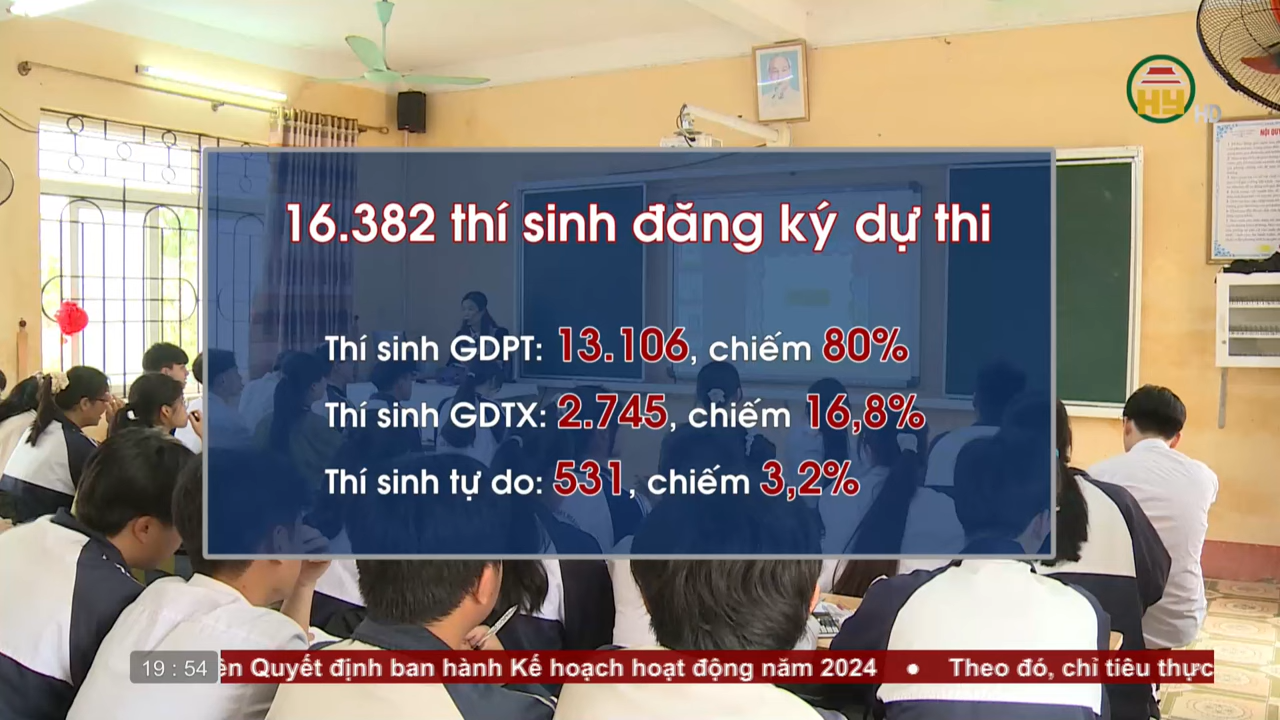 HY
HD
NỘI QUY
16.382 thí sinh đăng ký dự thi
Thí sinh GDPT: 13.106, chiếm 80%
Thí sinh GDTX: 2.745, chiếm 16,8%
Thí sinh tự do: 531, chiếm 3,2%
19 : 54
Quyết định ban hành Kế hoạch hoạt động năm 2024 • Theo đó, chỉ tiêu thực